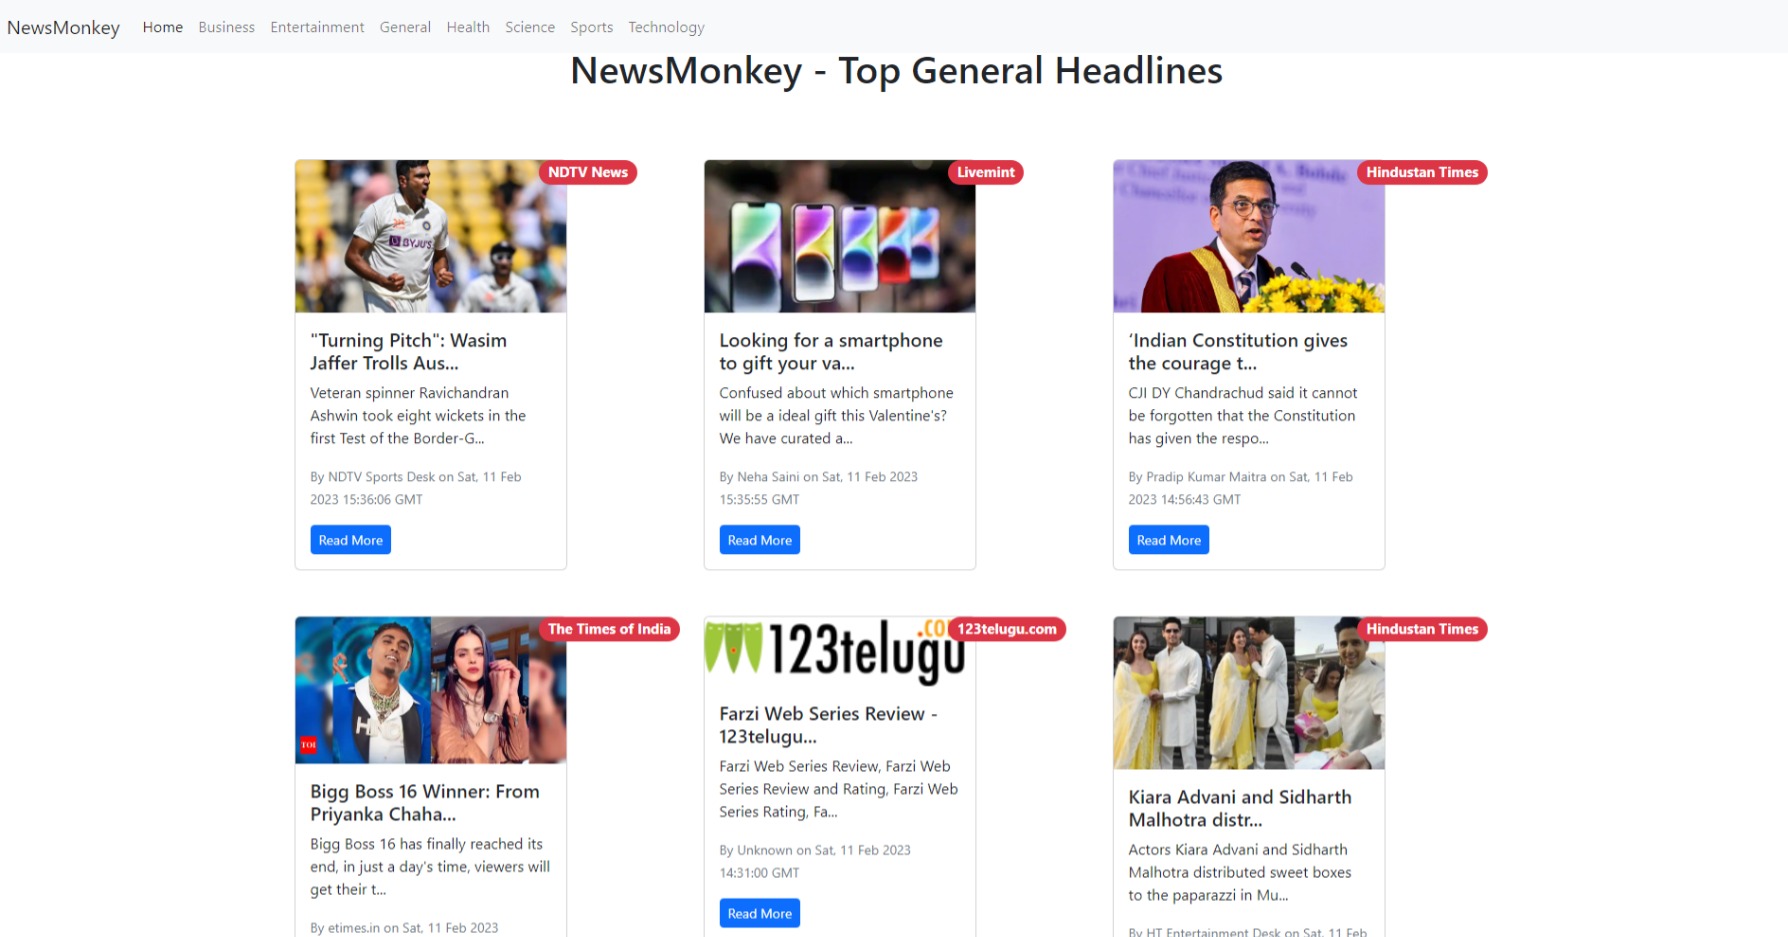 NewsMonkey Home Business Entertainment General Health Science Sports Technology
NewsMonkey - Top General Headlines
NDTV News
BYJU'S
"Turning Pitch": Wasim
Jaffer Trolls Aus...
Veteran spinner Ravichandran
Ashwin took eight wickets in the
first Test of the Border-G...
By NDTV Sports Desk on Sat, 11 Feb
2023 15:36:06 GMT
Read More
Livemint
Looking for a smartphone
to gift your va...
Confused about which smartphone
will be a ideal gift this Valentine's?
We have curated a...
By Neha Saini on Sat, 11 Feb 2023
15:35:55 GMT
Read More
Hindustan Times
‘Indian Constitution gives
the courage t...
CJI DY Chandrachud said it cannot
be forgotten that the Constitution
has given the respo...
By Pradip Kumar Maitra on Sat, 11 Feb
2023 14:56:43 GMT
Read More
The Times of India
TOI
Bigg Boss 16 Winner: From
Priyanka Chaha...
Bigg Boss 16 has finally reached its
end, in just a day's time, viewers will
get their t...
By etimes.in on Sat, 11 Feb 2023
123telugu.com
123telugu
Farzi Web Series Review -
123telugu...
Farzi Web Series Review, Farzi Web
Series Review and Rating, Farzi Web
Series Rating, Fa...
By Unknown on Sat, 11 Feb 2023
14:31:00 GMT
Read More
Hindustan Times
Kiara Advani and Sidharth
Malhotra distr...
Actors Kiara Advani and Sidharth
Malhotra distributed sweet boxes
to the paparazzi in Mu...
By HT Entertainment Desk on Sat, 11 Feb